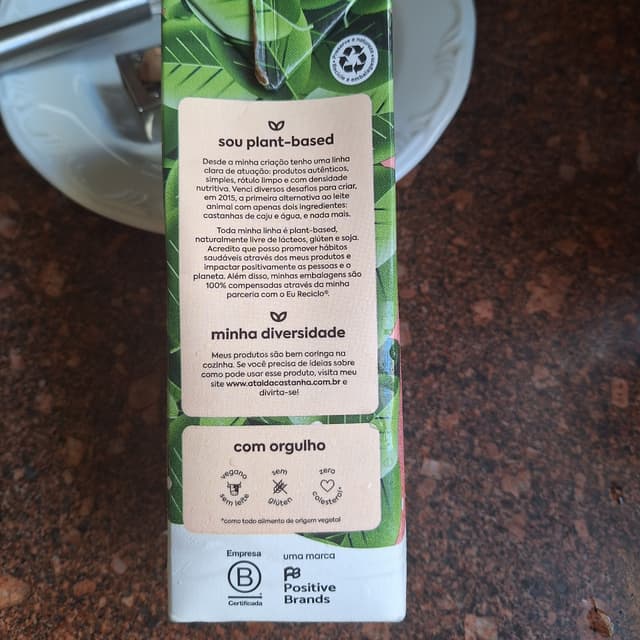 Preserve a natureza
Recicle a embalagem
sou plant-based
Desde a minha criação tenho uma linha
clara de atuação: produtos autênticos,
simples, rótulo limpo e com densidade
nutritiva. Venci diversos desafios para criar,
em 2015, a primeira alternativa ao leite
animal com apenas dois ingredientes:
castanhas de caju e água, e nada mais.
Toda minha linha é plant-based,
naturalmente livre de lácteos, glúten e soja.
Acredito que posso promover hábitos
saudáveis através dos meus produtos e
impactar positivamente as pessoas e o
planeta. Além disso, minhas embalagens são
100% compensadas através da minha
parceria com o Eu Reciclo®.
minha diversidade
Meus produtos são bem coringa na
cozinha. Se você precisa de ideias sobre
como pode usar esse produto, visita meu
site www.ataldacastanha.com.br e
divirta-se!
com orgulho
vegano
sem leite
sem
glúten
zero
colesterol*
*como todo alimento de origem vegetal
Empresa
B
Certificada
uma marca
Positive
Brands